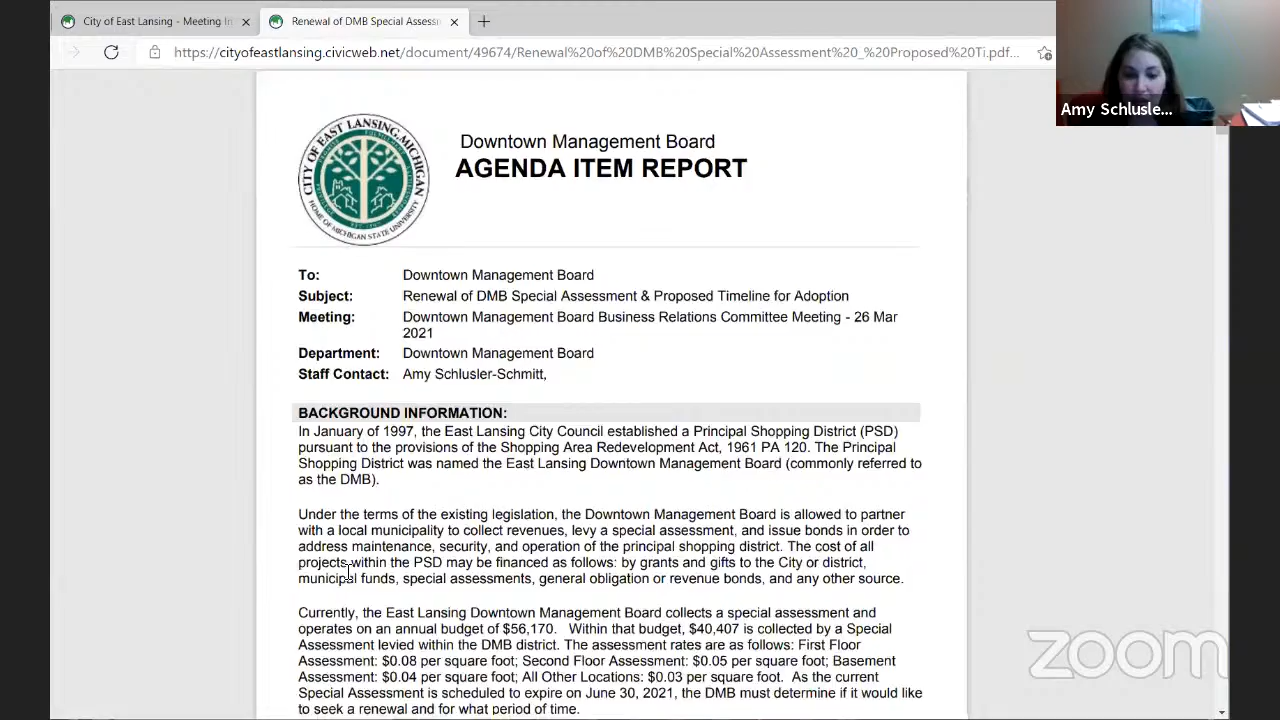 City of East Lansing - Meeting In
Renewal of DMB Special Assessm
https://cityofeastlansing.civicweb.net/document/49674/Renewal%20of%20DMB%20Special%20Assessment%20_%20Proposed%20Ti.pdf...
Amy Schlusle...
CITY OF EAST LANSING, MICHIGAN
HOME OF MICHIGAN STATE UNIVERSITY
Downtown Management Board
AGENDA ITEM REPORT
To: Downtown Management Board
Subject: Renewal of DMB Special Assessment & Proposed Timeline for Adoption
Meeting: Downtown Management Board Business Relations Committee Meeting - 26 Mar
2021
Department: Downtown Management Board
Staff Contact: Amy Schlusler-Schmitt,
BACKGROUND INFORMATION:
In January of 1997, the East Lansing City Council established a Principal Shopping District (PSD)
pursuant to the provisions of the Shopping Area Redevelopment Act, 1961 PA 120. The Principal
Shopping District was named the East Lansing Downtown Management Board (commonly referred to
as the DMB).
Under the terms of the existing legislation, the Downtown Management Board is allowed to partner
with a local municipality to collect revenues, levy a special assessment, and issue bonds in order to
address maintenance, security, and operation of the principal shopping district. The cost of all
projects within the PSD may be financed as follows: by grants and gifts to the City or district,
municipal funds, special assessments, general obligation or revenue bonds, and any other source.
Currently, the East Lansing Downtown Management Board collects a special assessment and
operates on an annual budget of $56,170. Within that budget, $40,407 is collected by a Special
Assessment levied within the DMB district. The assessment rates are as follows: First Floor
Assessment: $0.08 per square foot; Second Floor Assessment: $0.05 per square foot; Basement
Assessment: $0.04 per square foot; All Other Locations: $0.03 per square foot. As the current
Special Assessment is scheduled to expire on June 30, 2021, the DMB must determine if it would like
to seek a renewal and for what period of time.
zoom